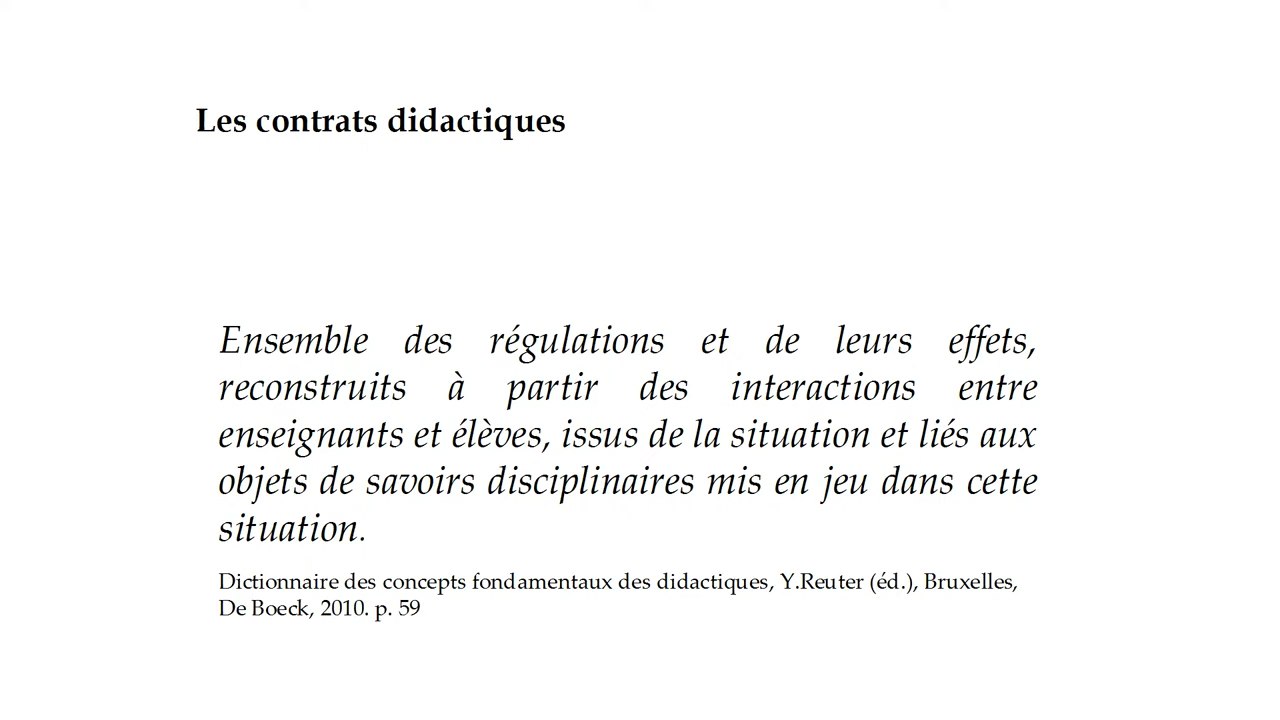 Les contrats didactiques
Ensemble des régulations et de leurs effets,
reconstruits à partir des interactions entre
enseignants et élèves, issus de la situation et liés aux
objets de savoirs disciplinaires mis en jeu dans cette
situation.
Dictionnaire des concepts fondamentaux des didactiques, Y.Reuter (éd.), Bruxelles,
De Boeck, 2010. p. 59